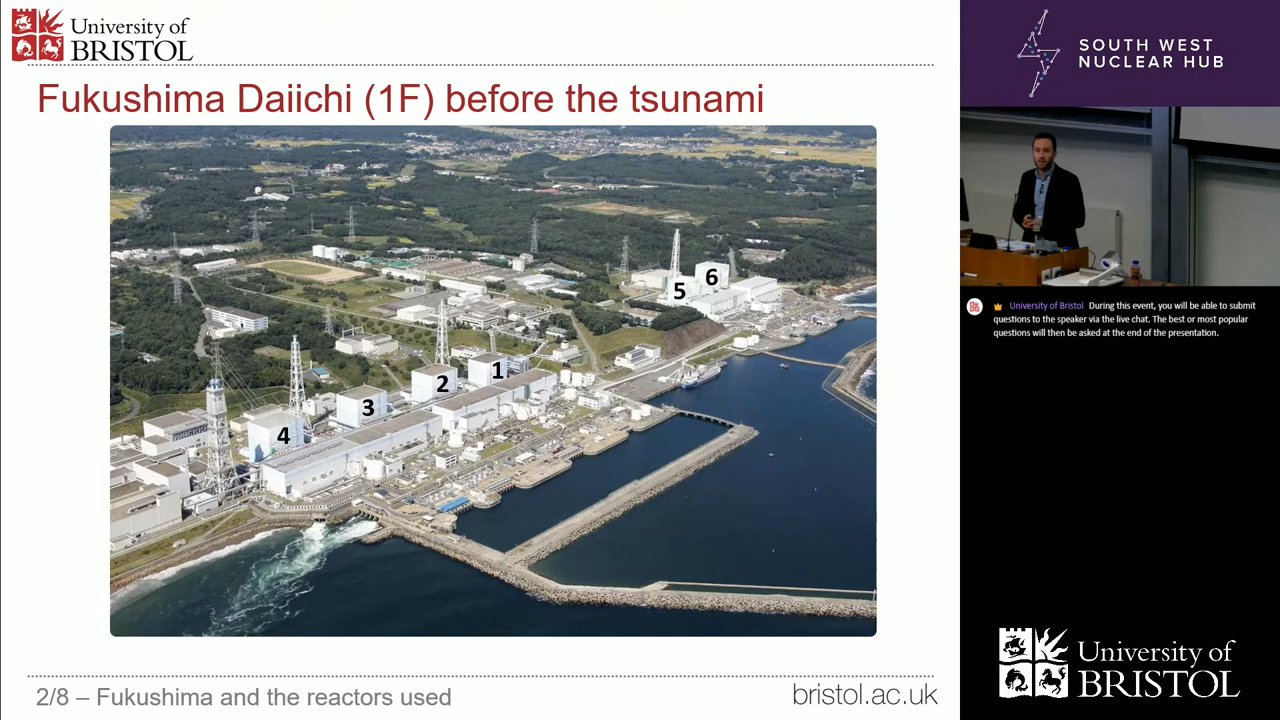 University of
BRISTOL
Fukushima Daiichi (1F) before the tsunami
6
5
1
2
3
4
2/8 – Fukushima and the reactors used
bristol.ac.uk
SOUTH WEST
NUCLEAR HUB
University of Bristol During this event, you will be able to submit
questions to the speaker via the live chat. The best or most popular
questions will then be asked at the end of the presentation.
University of
BRISTOL